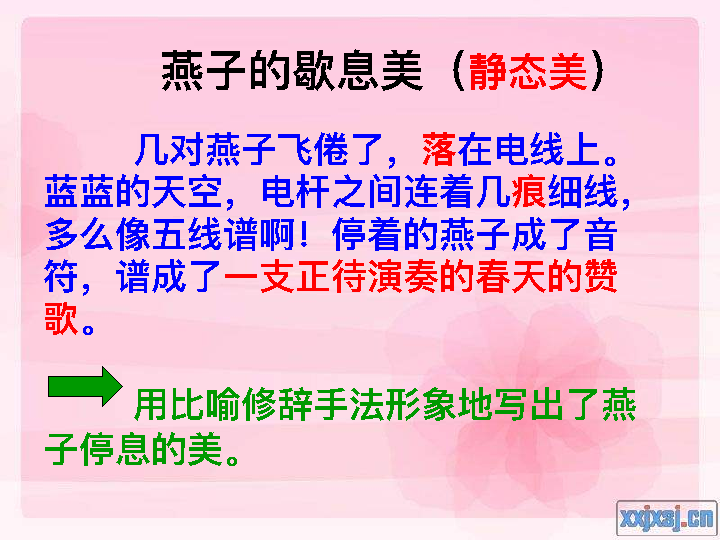 燕子的歇息美（静态美）
几对燕子飞倦了，落在电线上。
蓝蓝的天空，电杆之间连着几痕细线，
多么像五线谱啊！停着的燕子成了音
符，谱成了一支正待演奏的春天的赞
歌。
用比喻修辞手法形象地写出了燕
子停息的美。
xxjxsj.cn